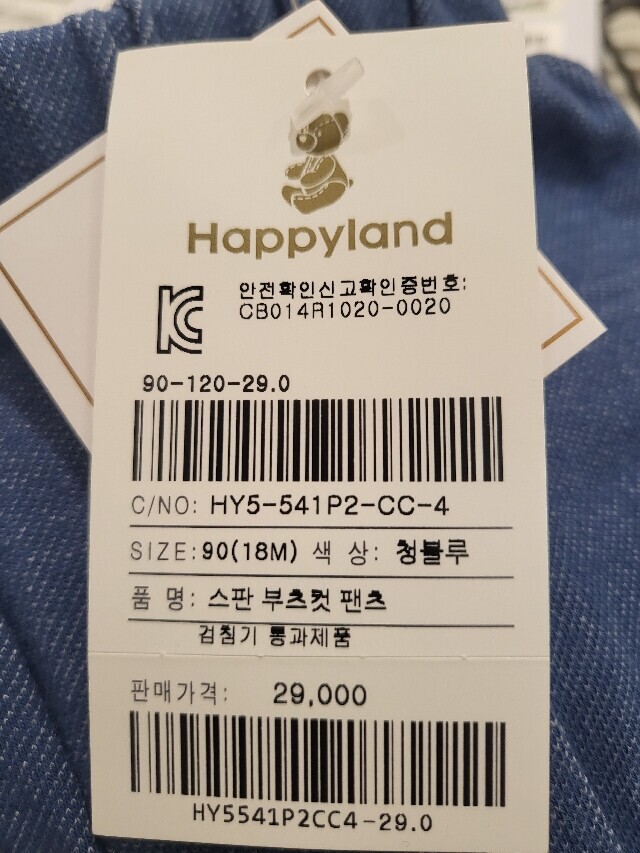 Happyland
안전확인신고확인증번호:
CB014R1020-0020
90-120-29.0
C/NO: HY5-541P2-CC-4
SIZE: 90(18M) 색 상: 청블루
품 명: 스판 부츠컷 팬츠
검침기 통과제품
판매가격: 29,000
HY5541P2CC4-29.0